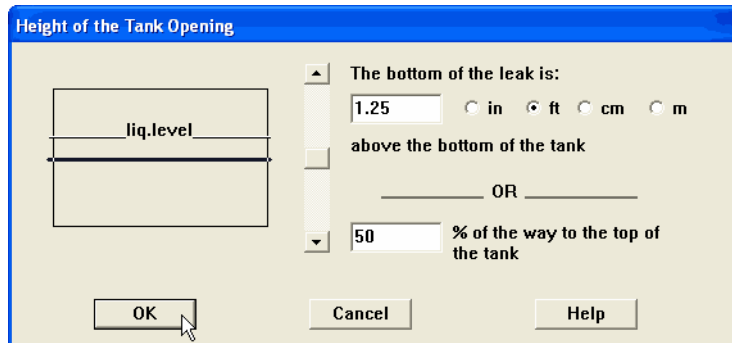 Height of the Tank Opening
liq.level
The bottom of the leak is:
1.25 in ft cm m
above the bottom of the tank
OR
50 % of the way to the top of
the tank
OK Cancel Help